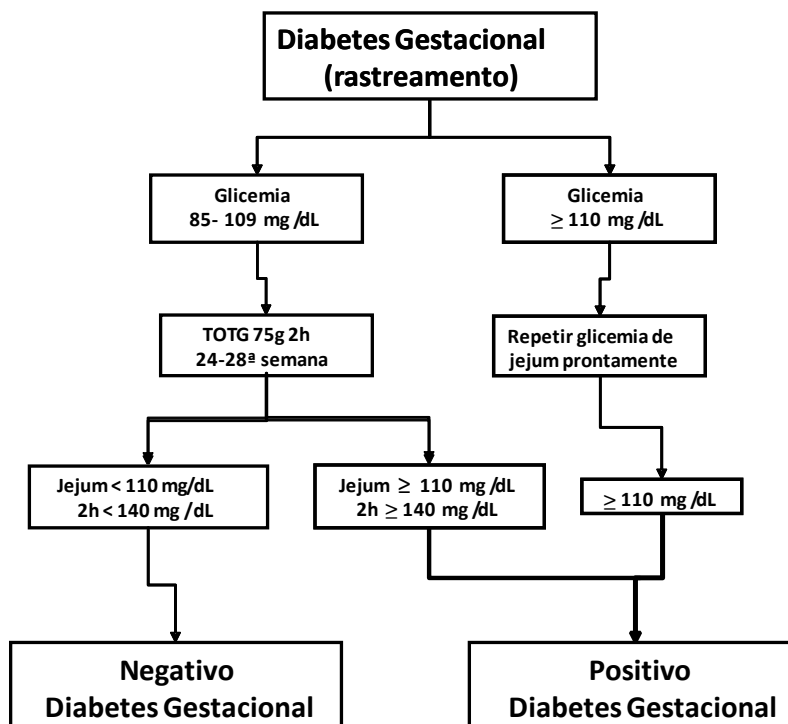 Diabetes Gestacional
(rastreamento)
Glicemia
85- 109 mg /dL
Glicemia
≥ 110 mg /dL
TOTG 75g 2h
24-28ª semana
Repetir glicemia de
jejum prontamente
Jejum < 110 mg/dL
2h < 140 mg /dL
Jejum ≥ 110 mg/dL
2h ≥ 140 mg/dL
≥ 110 mg /dL
Negativo
Diabetes Gestacional
Positivo
Diabetes Gestacional